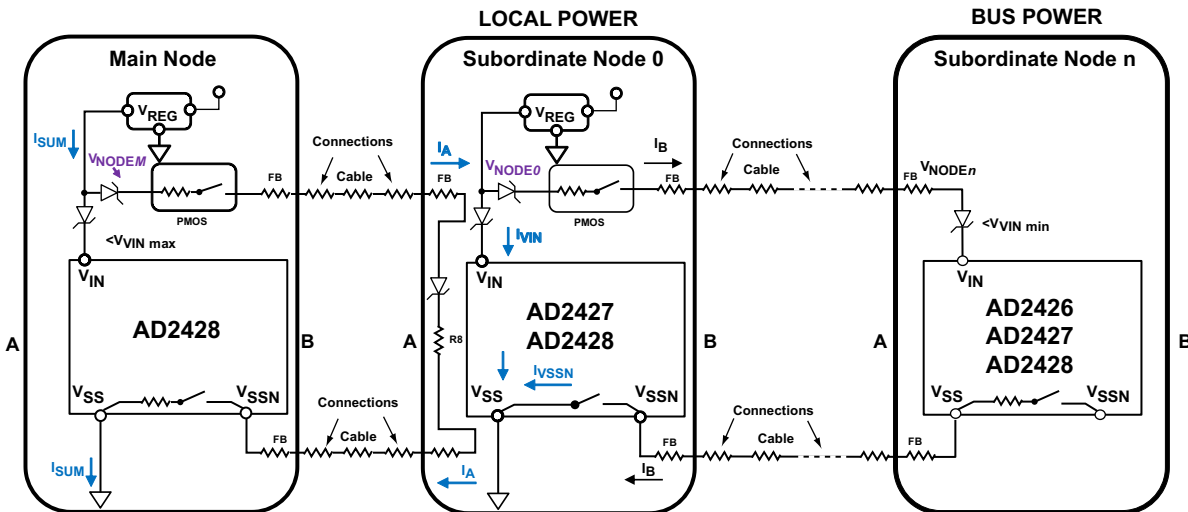 LOCAL POWER
BUS POWER
Main Node
Subordinate Node 0
Subordinate Node n
VREG
VREG
ISUM
VNODEM
PMOS
FB
Connections
Cable
IA
FB
VNODE0
PMOS
IB
FB
Connections
Cable
FB
VNODEn
<VVIN max
IVIN
<VVIN min
VIN
VIN
VIN
AD2428
AD2427
AD2428
AD2426
AD2427
AD2428
A
B
A
R8
B
A
B
VSS
VSSN
VSS
IVSSN
VSSN
VSS
VSSN
ISUM
FB
Connections
Cable
IA
FB
IB
Connections
Cable
FB